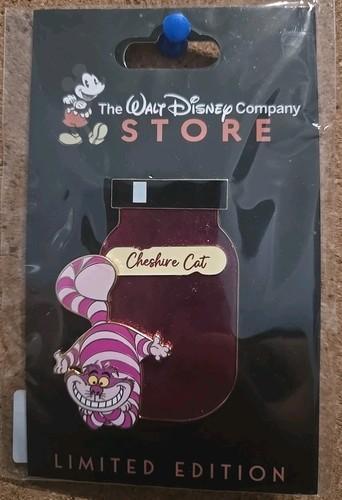 The WALT DISNEY Company
STORE
Cheshire Cat
LIMITED EDITION